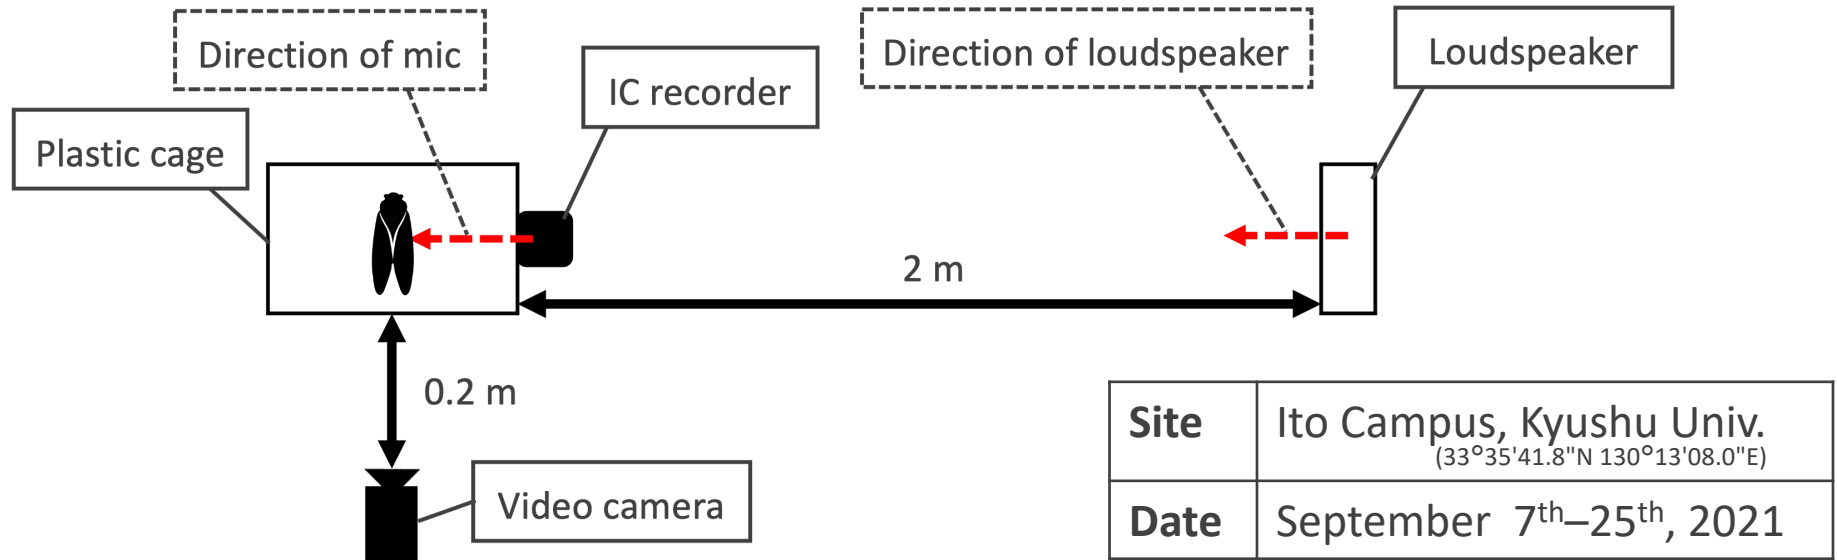 Direction of mic
IC recorder
Direction of loudspeaker
Loudspeaker
Plastic cage
2 m
0.2 m
Video camera
Site Ito Campus, Kyushu Univ.
(33°35'41.8"N 130°13'08.0"E)
Date September 7th–25th, 2021